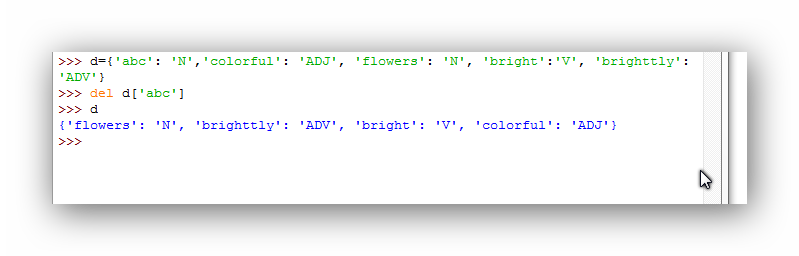 >>> d={'abc': 'N','colorful': 'ADJ', 'flowers': 'N', 'bright':'V', 'brighttly':
'ADV'}
>>> del d['abc']
>>> d
{'flowers': 'N', 'brighttly': 'ADV', 'bright': 'V', 'colorful': 'ADJ'}
>>>